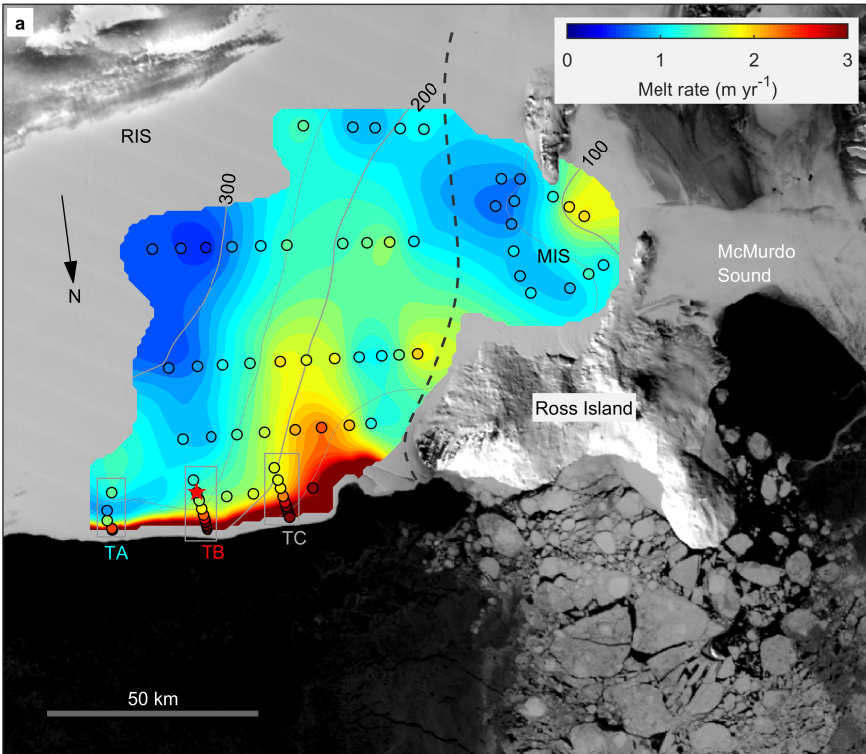 a
0 1 2 3
Melt rate (m yr⁻¹)
RIS
200
100
300
N
MIS
McMurdo
Sound
Ross Island
TA
TB
TC
50 km